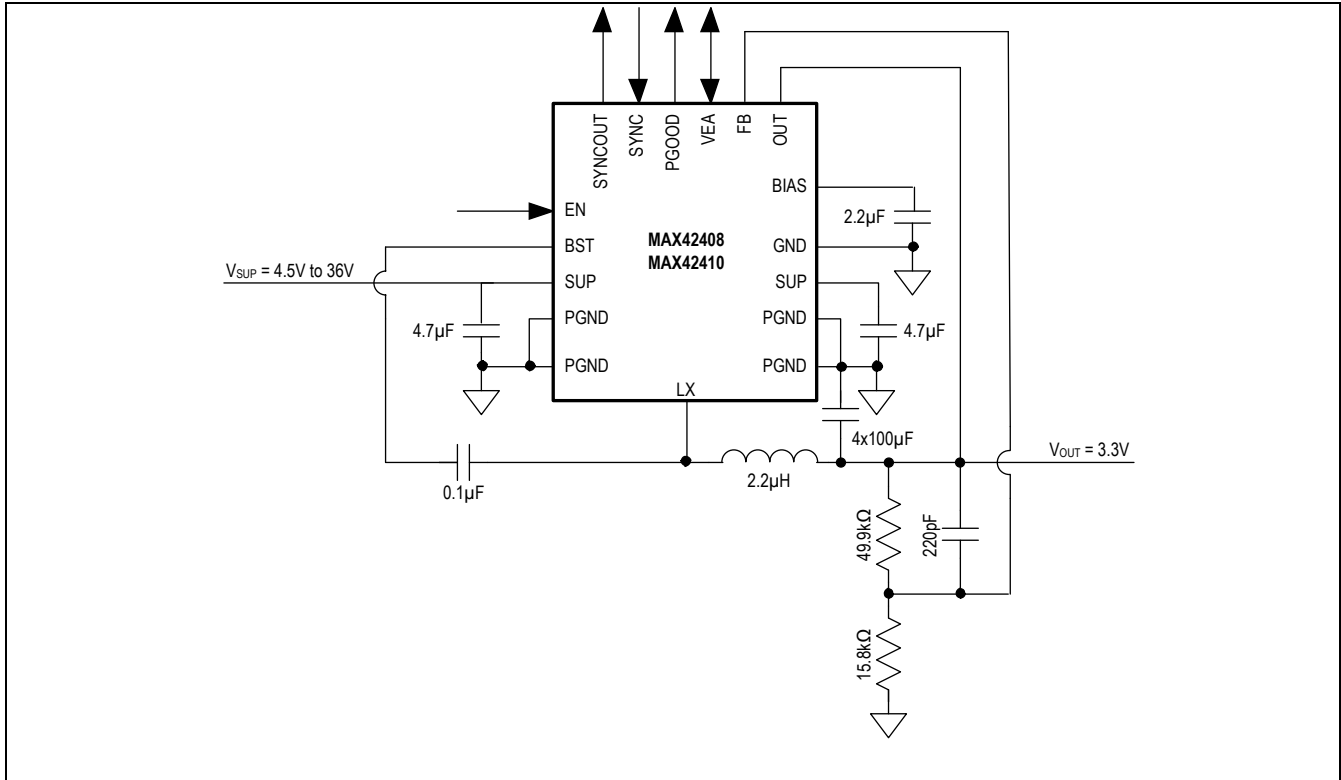 SYNCOUT
SYNC
PGOOD
VEA
FB
OUT
BIAS
2.2µF
EN
MAX42408
MAX42410
BST
GND
V_SUP = 4.5V to 36V
SUP
SUP
4.7µF
PGND
PGND
4.7µF
PGND
PGND
LX
4x100µF
V_OUT = 3.3V
0.1µF
2.2µH
49.9kΩ
220pF
15.8kΩ